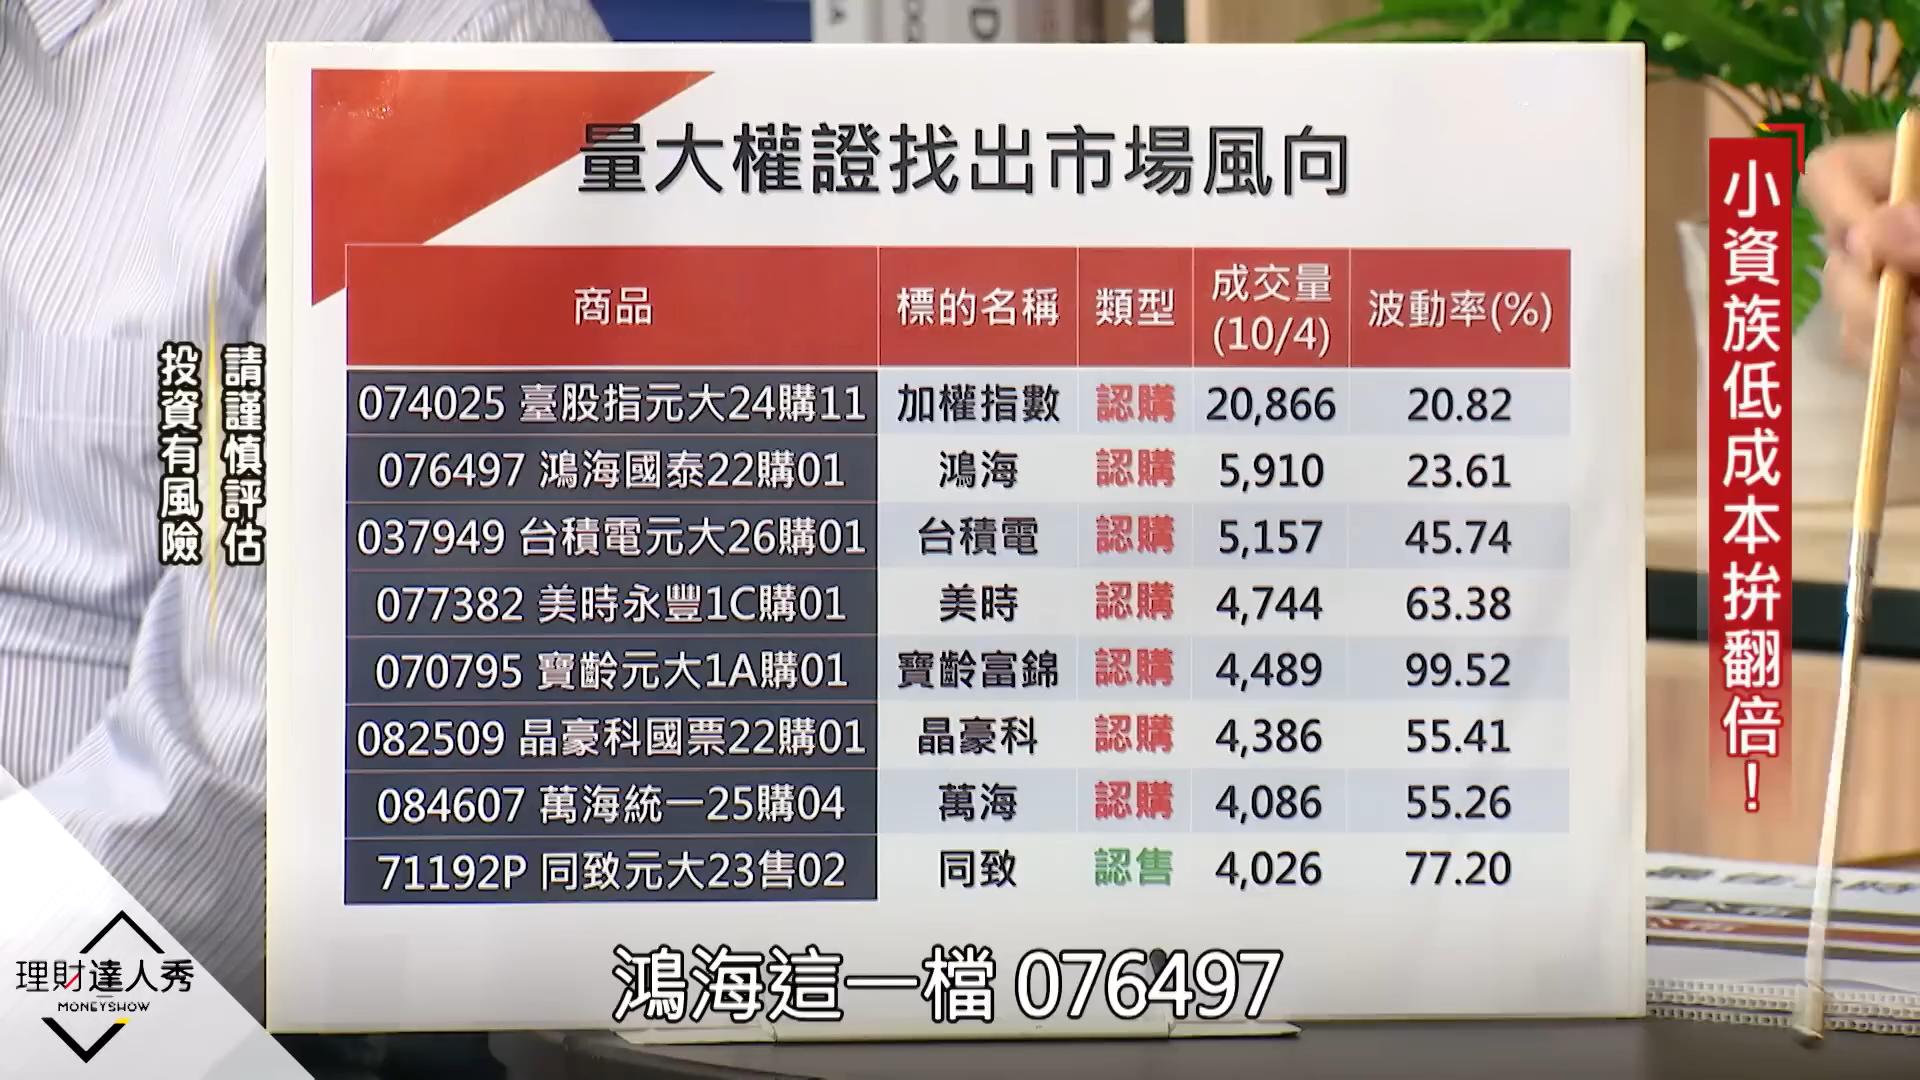 量大權證找出市場風向
商品 標的名稱 類型 成交量(10/4) 波動率(%)
074025 臺股指元大24購11 加權指數 認購 20,866 20.82
076497 鴻海國泰22購01 鴻海 認購 5,910 23.61
037949 台積電元大26購01 台積電 認購 5,157 45.74
077382 美時永豐1C購01 美時 認購 4,744 63.38
070795 寶齡元大1A購01 寶齡富錦 認購 4,489 99.52
082509 晶豪科國票22購01 晶豪科 認購 4,386 55.41
084607 萬海統一25購04 萬海 認購 4,086 55.26
71192P 同致元大23售02 同致 認售 4,026 77.20
小資族低成本拚翻倍！
請謹慎評估
投資有風險
鴻海這一檔 076497
理財達人秀
MONEYSHOW